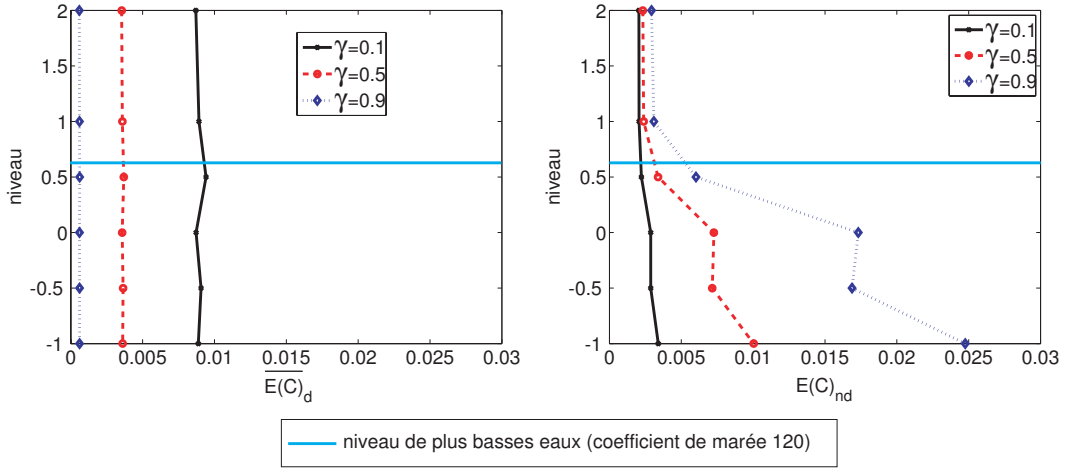 2
1.5
1
0.5
0
-0.5
-1
niveau
0
0.005
0.01
0.015
0.02
0.025
0.03
E(C)d
γ=0.1
γ=0.5
γ=0.9
2
1.5
1
0.5
0
-0.5
-1
niveau
0
0.005
0.01
0.015
0.02
0.025
0.03
E(C)nd
γ=0.1
γ=0.5
γ=0.9
niveau de plus basses eaux (coefficient de marée 120)